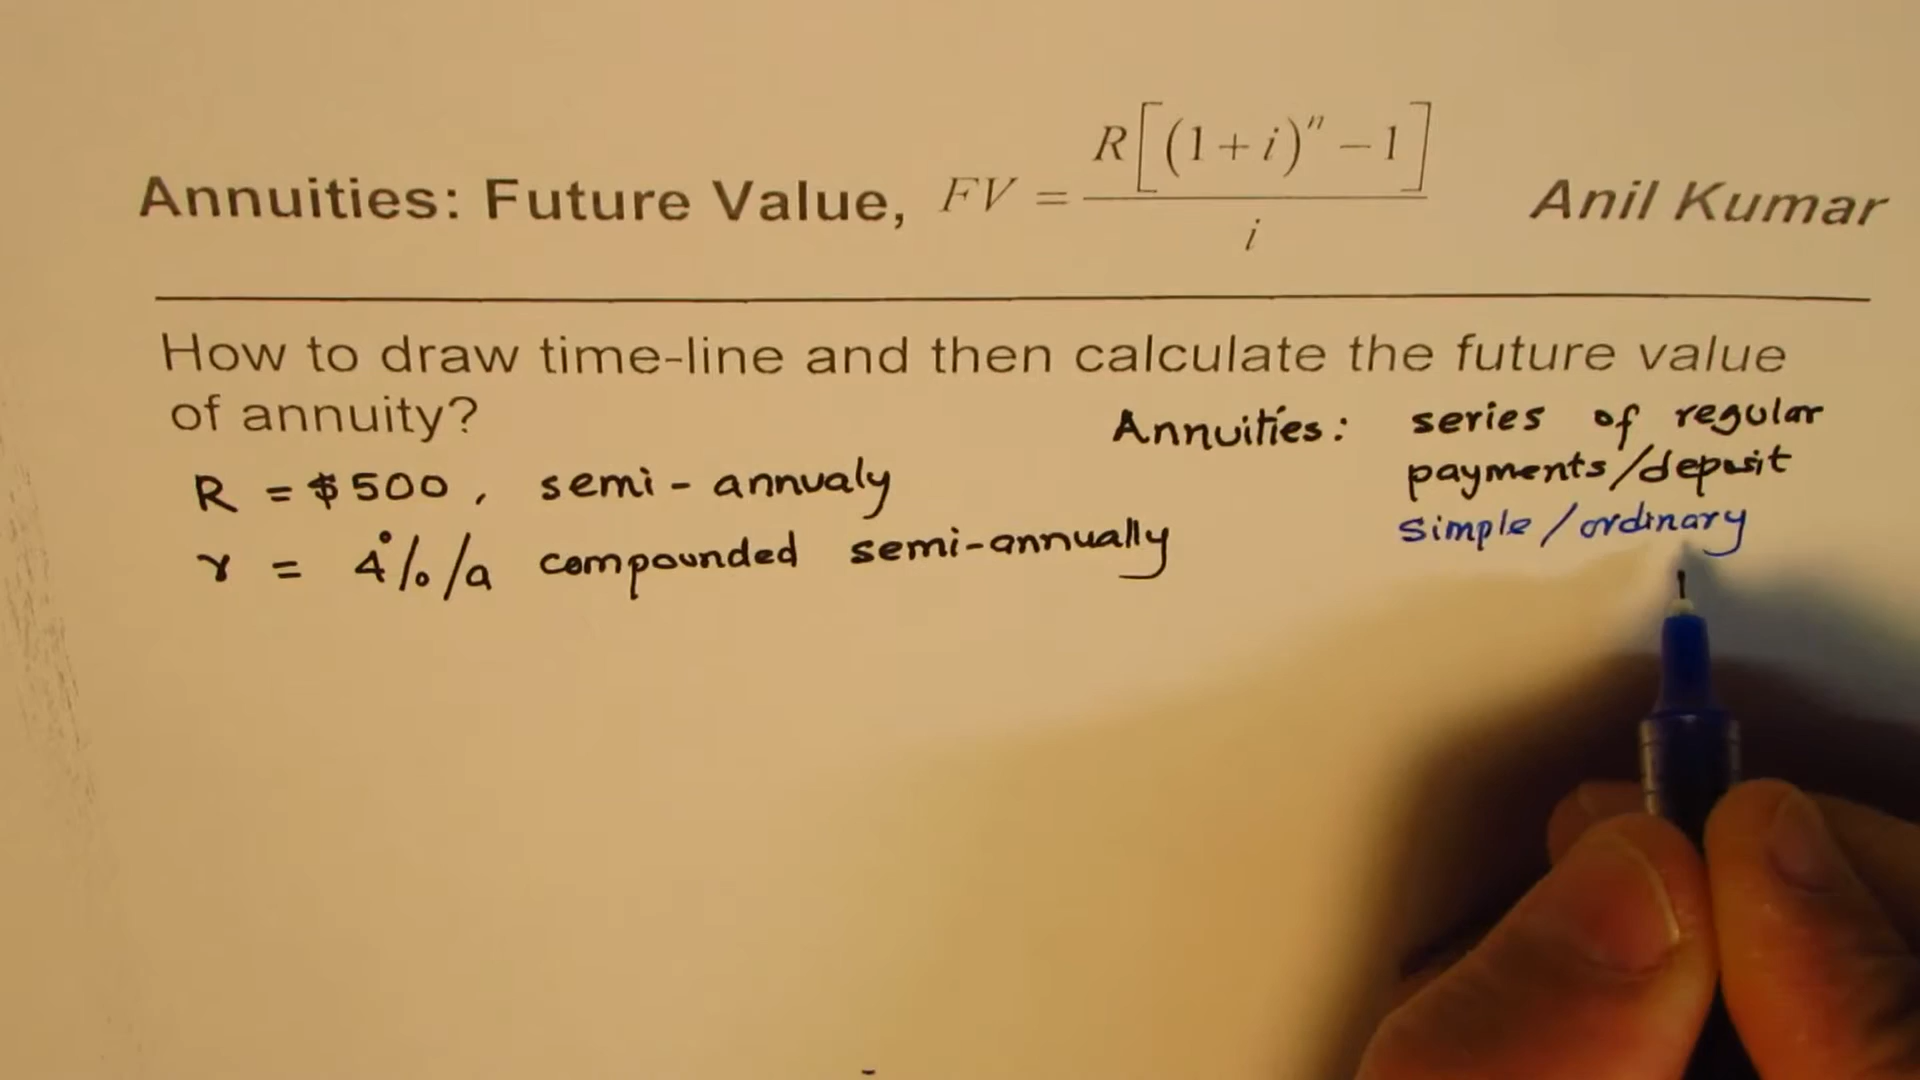 Annuities: Future Value, FV = R[(1+i)^n − 1] / i Anil Kumar
How to draw time-line and then calculate the future value
of annuity?
Annuities: series of regular
payments/deposit
simple/ordinary
R = $500, semi-annualy
r = 4%/a compounded semi-annually